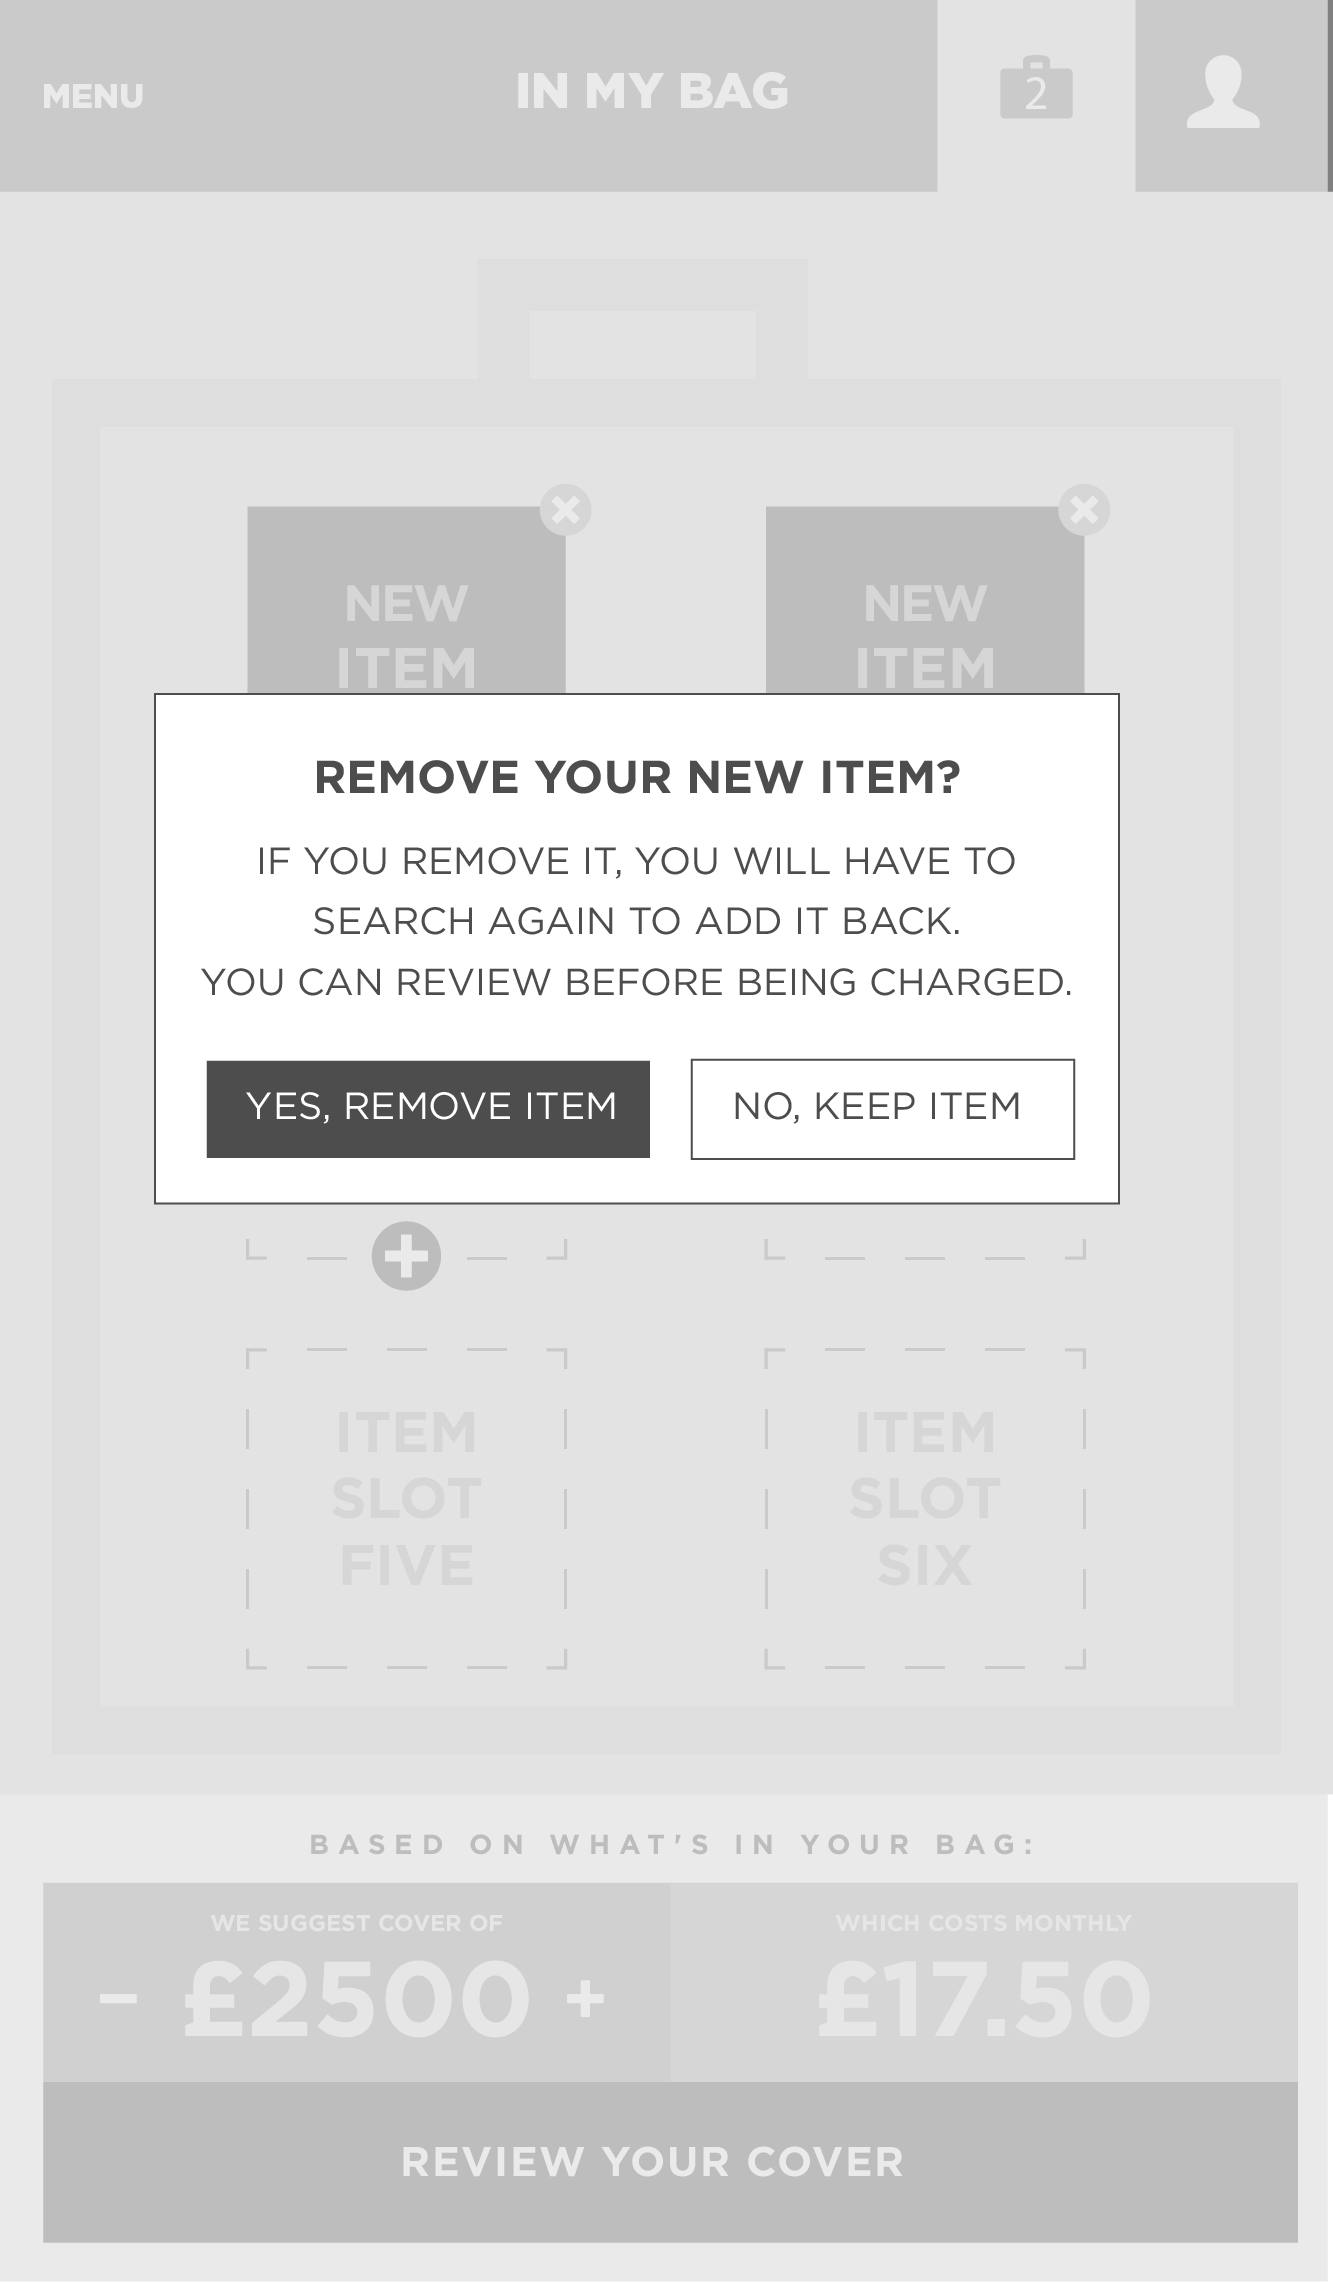 MENU
IN MY BAG
2
NEW
ITEM
NEW
ITEM
REMOVE YOUR NEW ITEM?
IF YOU REMOVE IT, YOU WILL HAVE TO
SEARCH AGAIN TO ADD IT BACK.
YOU CAN REVIEW BEFORE BEING CHARGED.
YES, REMOVE ITEM
NO, KEEP ITEM
ITEM
SLOT
FIVE
ITEM
SLOT
SIX
BASED ON WHAT'S IN YOUR BAG:
WE SUGGEST COVER OF
– £2500 +
WHICH COSTS MONTHLY
£17.50
REVIEW YOUR COVER